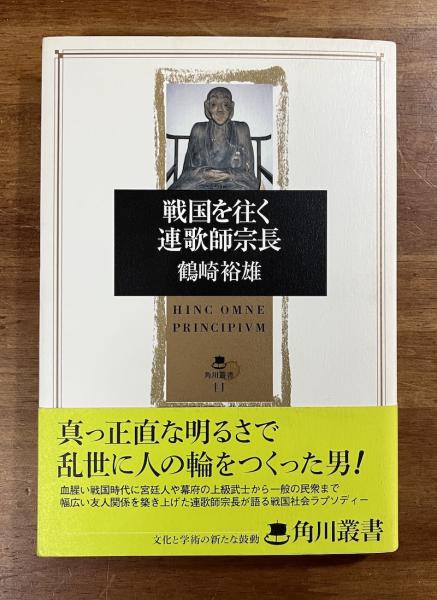 戦国を往く
連歌師宗長
鶴崎裕雄
HINC OMNE
PRINCIPIVM
角川叢書
11
真っ正直な明るさで
乱世に人の輪をつくった男!
血腥い戦国時代に宮廷人や幕府の上級武士から一般の民衆まで
幅広い友人関係を築き上げた連歌師宗長が語る戦国社会ラプソディー
文化と学術の新たな鼓動 角川叢書